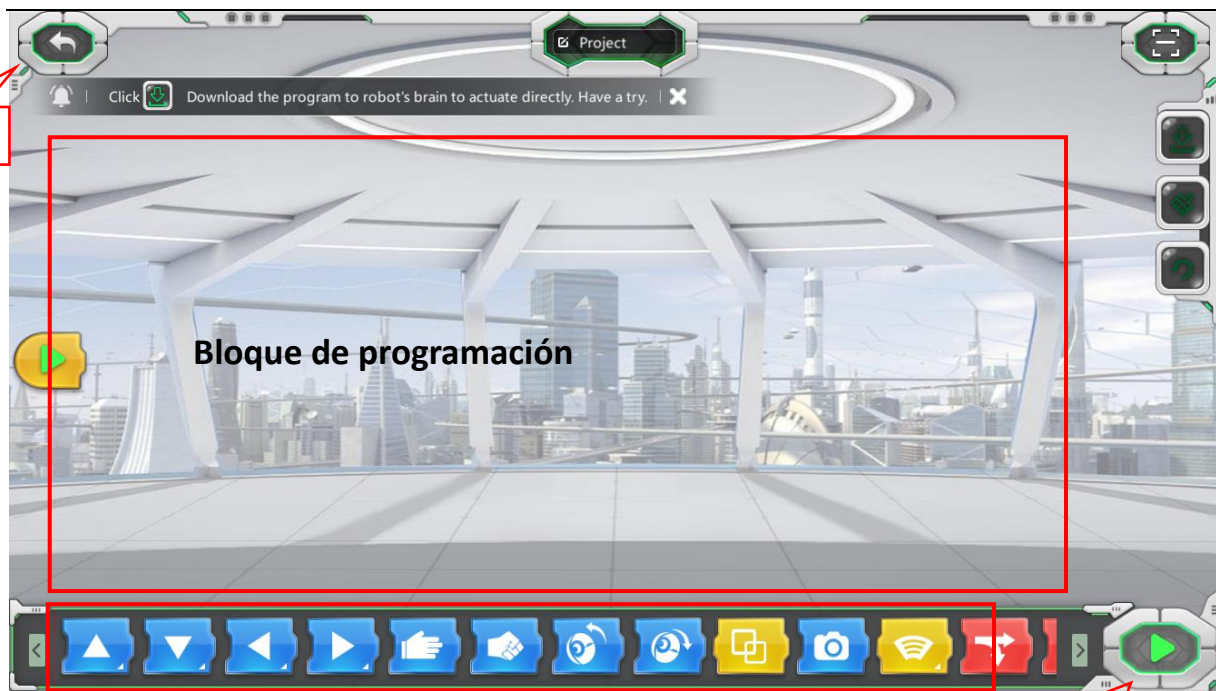 Project
Click Download the program to robot's brain to actuate directly. Have a try.
Bloque de programación